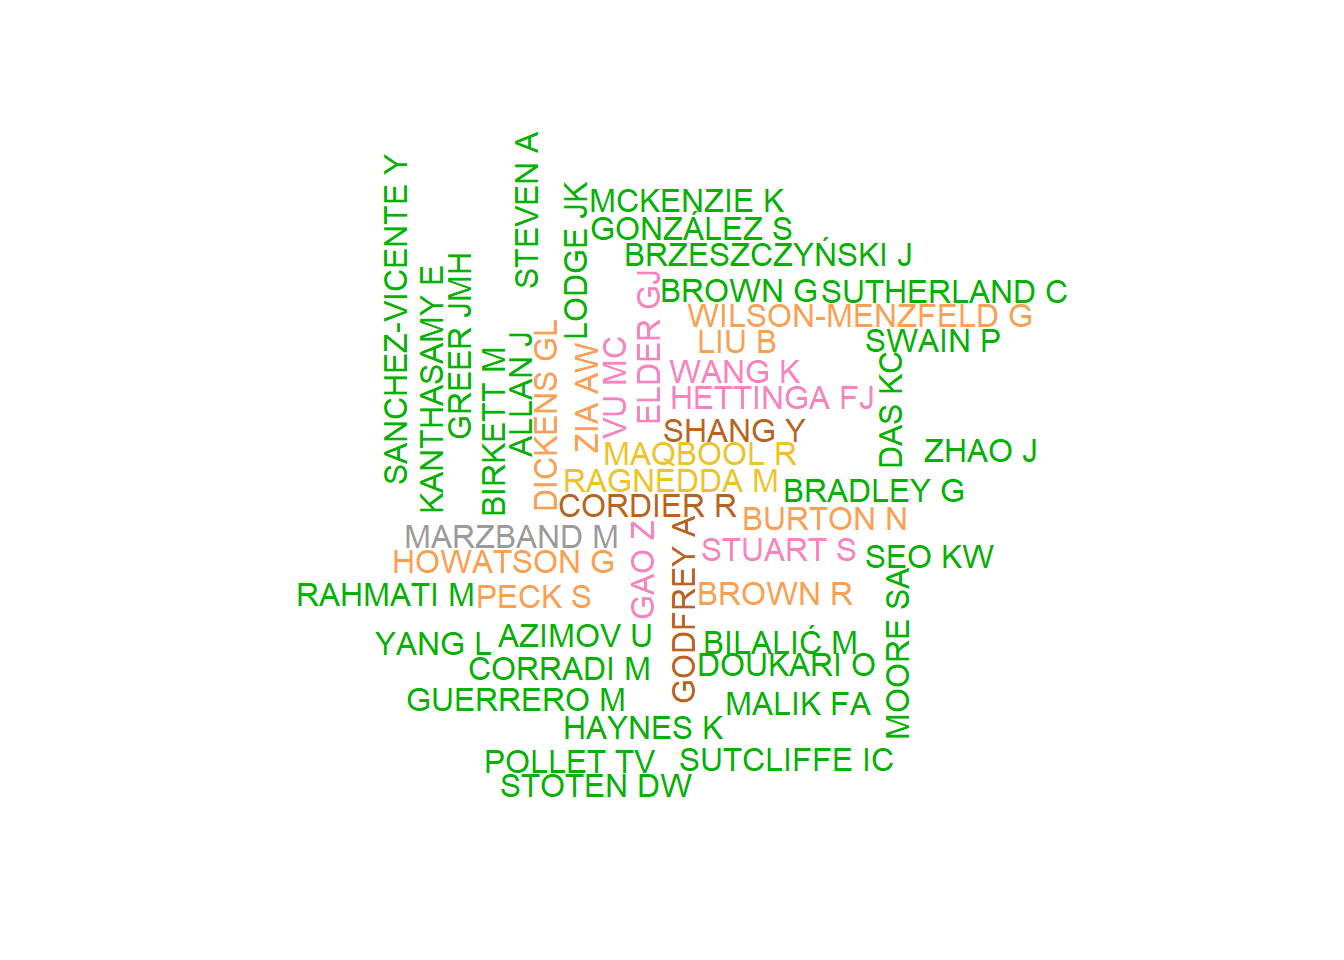 STEVEN A
SANCHEZ-VICENTE Y
LODGE JK
MCKENZIE K
GONZÁLEZ S
BRZESZCZYŃSKI J
KANTHASAMY E
GREER JMH
ELDER GJ
BROWN G
SUTHERLAND C
WILSON-MENZFELD G
LIU B
SWAIN P
BIRKETT M
ALLAN J
DICKENS GL
ZIA AW
VU MC
WANG K
HETTINGA FJ
DAS KC
SHANG Y
ZHAO J
MAQBOOL R
RAGNEDDA M
BRADLEY G
CORDIER R
BURTON N
MARZBAND M
GAO Z
GODFREY A
STUART S
SEO KW
HOWATSON G
RAHMATI M
PECK S
BROWN R
MOORE SA
YANG L
AZIMOV U
BILALIĆ M
CORRADI M
DOUKARI O
GUERRERO M
MALIK FA
HAYNES K
POLLET TV
SUTCLIFFE IC
STOTEN DW